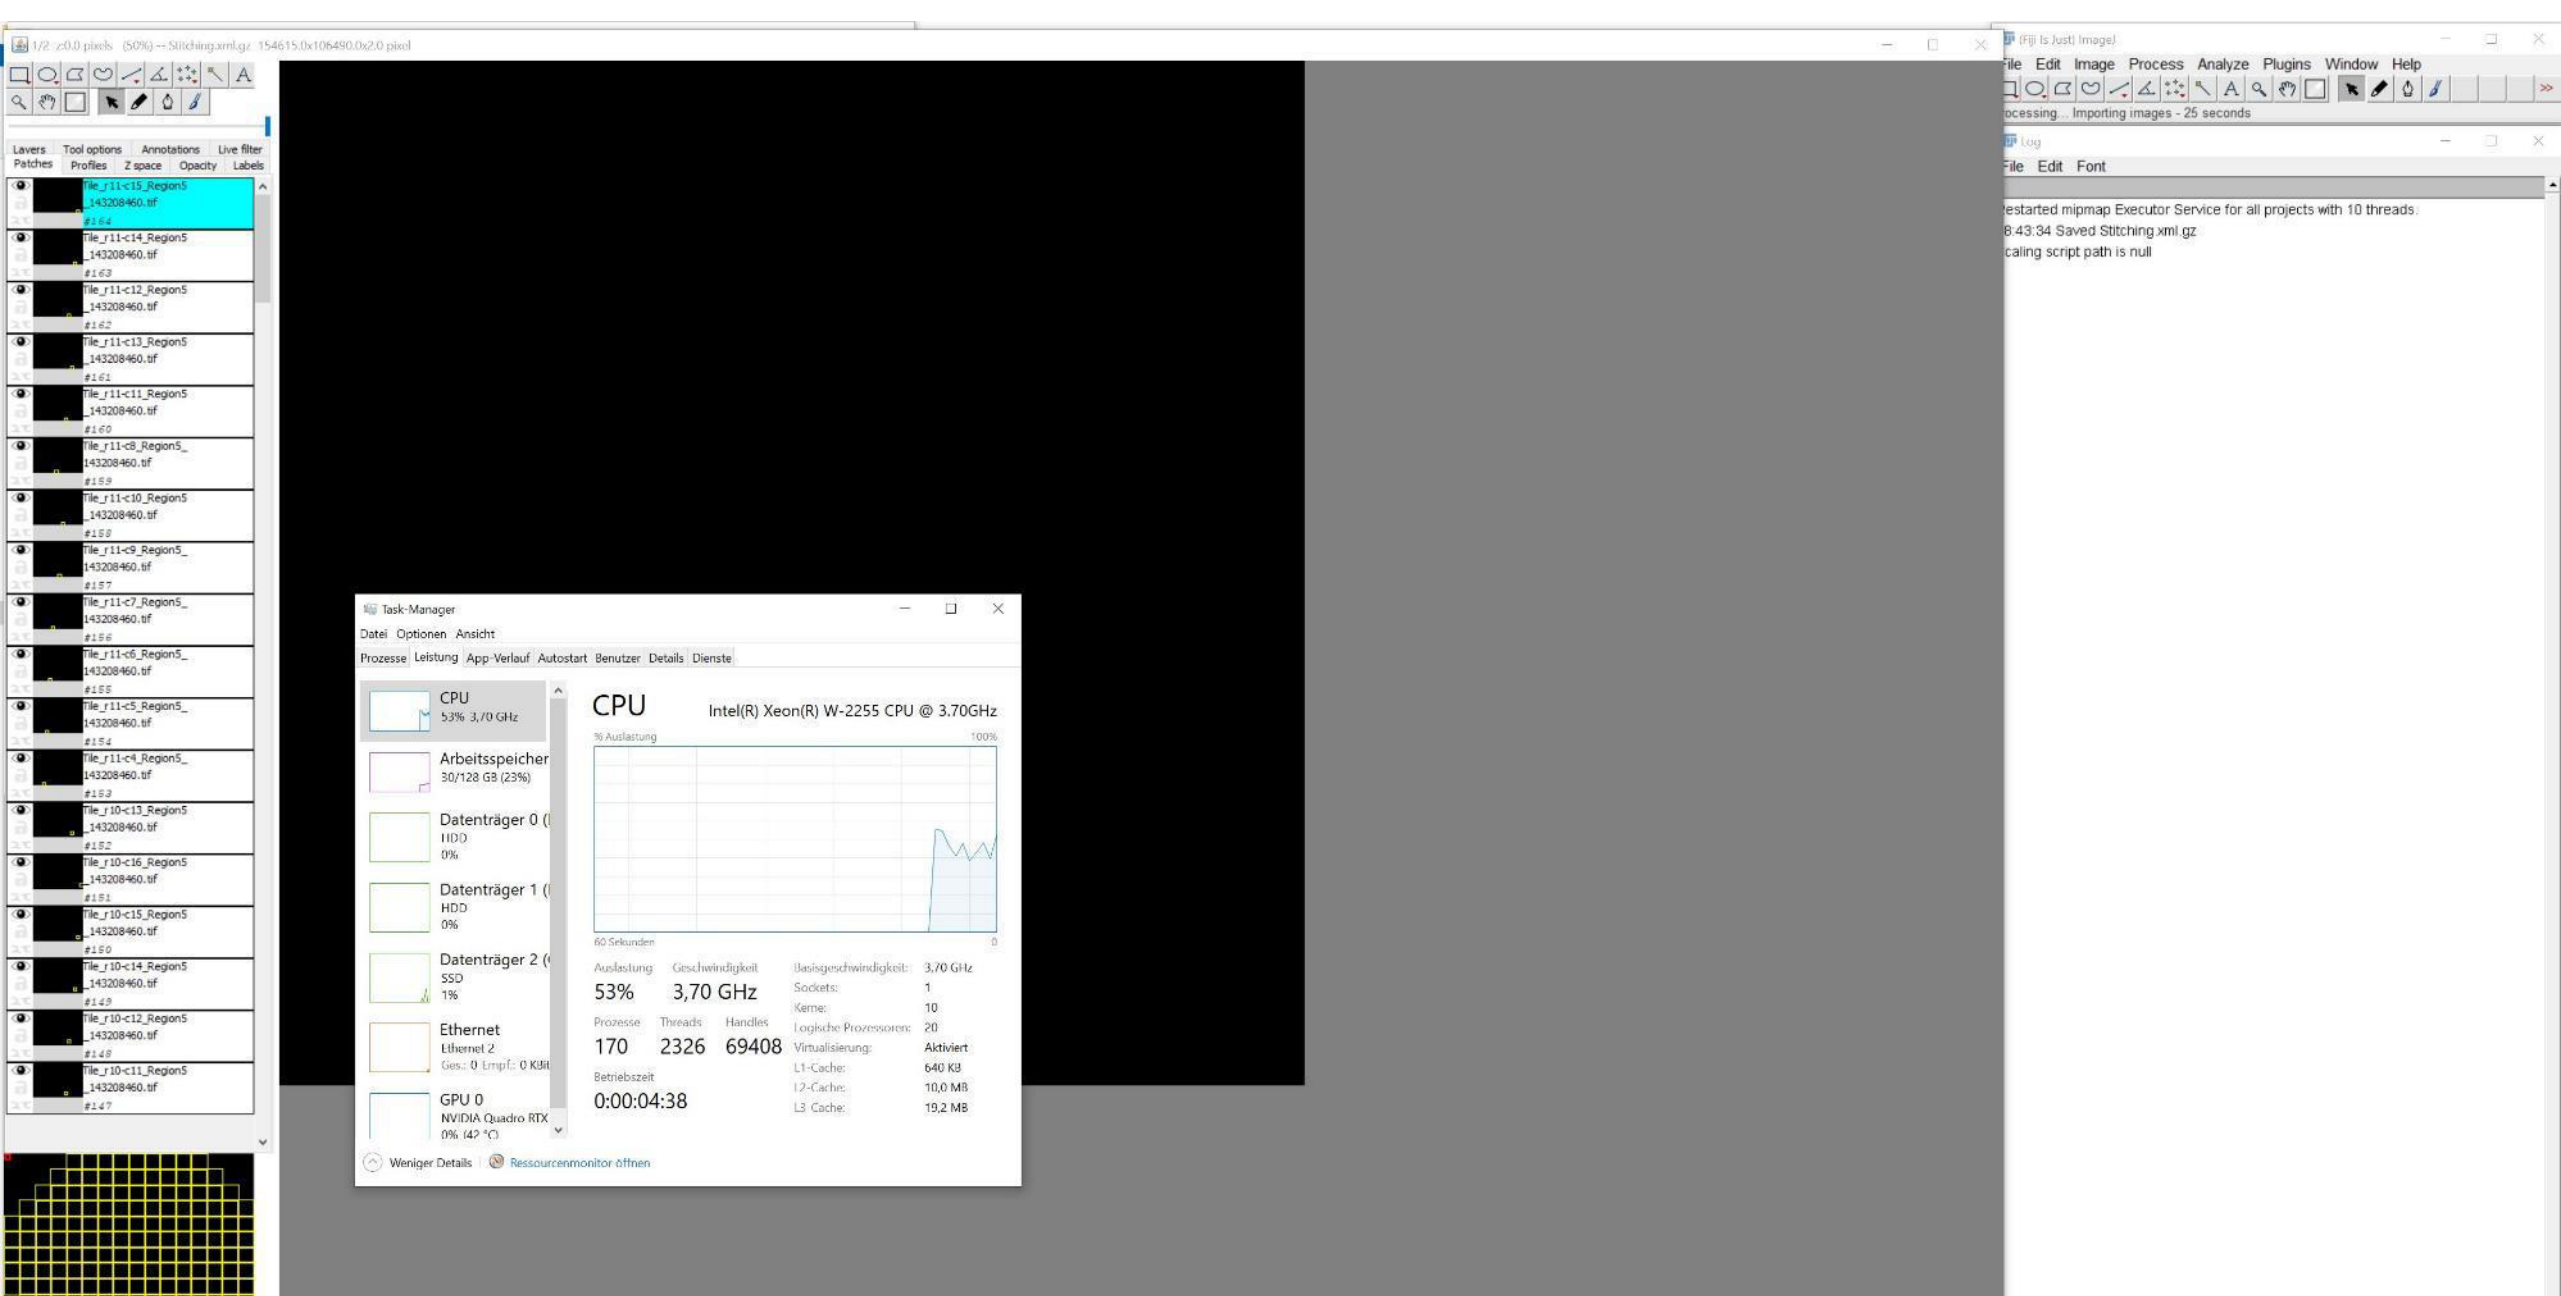 1/2 z:0.0 pixels (50%) -- Stitching.xml.gz 154615.0x106490.0x2.0 pixel
Layers Tool options Annotations Live filter
Patches Profiles Z space Opacity Labels
Tile_r11-c15_Region5
_143208460.tif
#164
Tile_r11-c14_Region5
_143208460.tif
#163
Tile_r11-c12_Region5
_143208460.tif
#162
Tile_r11-c13_Region5
_143208460.tif
#161
Tile_r11-c11_Region5
_143208460.tif
#160
Tile_r11-c8_Region5_
143208460.tif
#159
Tile_r11-c10_Region5
_143208460.tif
#158
Tile_r11-c9_Region5_
143208460.tif
#157
Tile_r11-c7_Region5_
143208460.tif
#156
Tile_r11-c6_Region5_
143208460.tif
#155
Tile_r11-c5_Region5_
143208460.tif
#154
Tile_r11-c4_Region5_
143208460.tif
#153
Tile_r10-c13_Region5
_143208460.tif
#152
Tile_r10-c16_Region5
_143208460.tif
#151
Tile_r10-c15_Region5
_143208460.tif
#150
Tile_r10-c14_Region5
_143208460.tif
#149
Tile_r10-c12_Region5
_143208460.tif
#148
Tile_r10-c11_Region5
_143208460.tif
#147
Task-Manager
Datei Optionen Ansicht
Prozesse Leistung App-Verlauf Autostart Benutzer Details Dienste
CPU
53% 3,70 GHz
Arbeitsspeicher
30/128 GB (23%)
Datenträger 0 (
HDD
0%
Datenträger 1 (
HDD
0%
Datenträger 2 (
SSD
1%
Ethernet
Ethernet 2
Ges.: 0 Empf.: 0 KBit
GPU 0
NVIDIA Quadro RTX
0% (42 °C)
CPU Intel(R) Xeon(R) W-2255 CPU @ 3.70GHz
% Auslastung 100%
60 Sekunden 0
Auslastung Geschwindigkeit
53% 3,70 GHz
Prozesse Threads Handles
170 2326 69408
Betriebszeit
0:00:04:38
Basisgeschwindigkeit: 3,70 GHz
Sockets: 1
Kerne: 10
Logische Prozessoren: 20
Virtualisierung: Aktiviert
L1-Cache: 640 KB
L2-Cache: 10,0 MB
L3-Cache: 19,2 MB
Weniger Details Ressourcenmonitor öffnen
(Fiji Is Just) ImageJ
File Edit Image Process Analyze Plugins Window Help
ocessing... Importing images - 25 seconds
Log
File Edit Font
estarted mipmap Executor Service for all projects with 10 threads.
8:43:34 Saved Stitching.xml.gz
caling script path is null